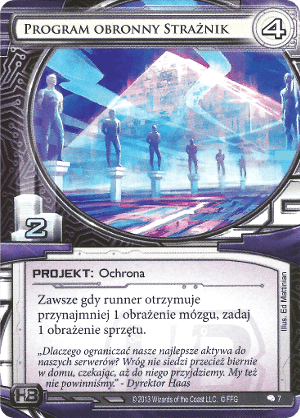 Program obronny Strażnik
4
2
PROJEKT: Ochrona
Zawsze gdy runner otrzymuje
przynajmniej 1 obrażenie mózgu, zadaj
1 obrażenie sprzętu.
„Dlaczego ograniczać nasze najlepsze aktywa do
naszych serwerów? Wróg nie siedzi przecież biernie
w domu, czekając, aż do niego przyjdziemy. My też
nie powinniśmy.” - Dyrektor Haas
Illus. Ed Mattinian
HB
©2013 Wizards of the Coast LLC. © FFG
7